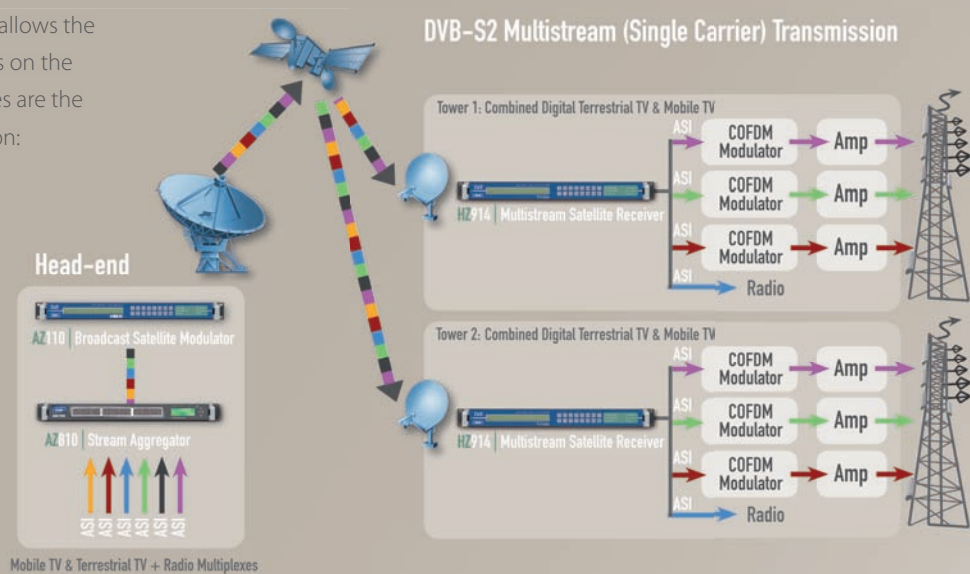 allows the
s on the
es are the
on:
DVB-S2 Multistream (Single Carrier) Transmission
Tower 1: Combined Digital Terrestrial TV & Mobile TV
HZ914 | Multistream Satellite Receiver
ASI
COFDM
Modulator
Amp
ASI
COFDM
Modulator
Amp
ASI
COFDM
Modulator
Amp
ASI
Radio
Head-end
AZ110 | Broadcast Satellite Modulator
AZ810 | Stream Aggregator
ASI ASI ASI ASI ASI ASI
Mobile TV & Terrestrial TV + Radio Multiplexes
Tower 2: Combined Digital Terrestrial TV & Mobile TV
HZ914 | Multistream Satellite Receiver
ASI
COFDM
Modulator
Amp
ASI
COFDM
Modulator
Amp
ASI
COFDM
Modulator
Amp
ASI
Radio